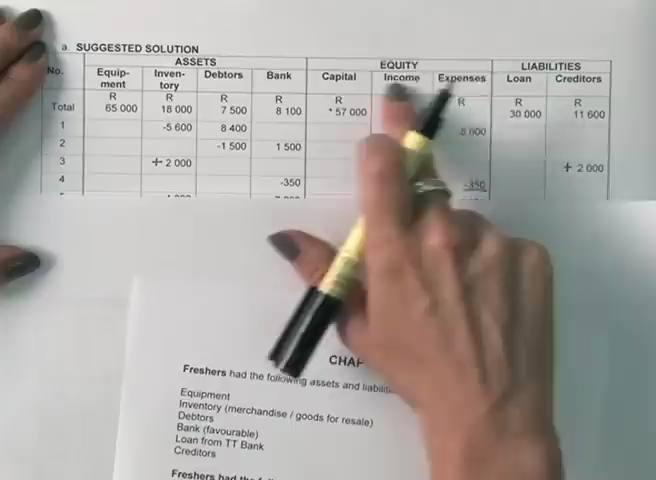 a. SUGGESTED SOLUTION
ASSETS EQUITY LIABILITIES
No. Equip- Inven- Debtors Bank Capital Income Expenses Loan Creditors
ment tory
R R R R R R R R
Total 65 000 18 000 7 500 8 100 * 57 000 30 000 11 600
1 -5 600 8 400
2 -1 500 1 500
3 + 2 000 + 2 000
4 -350 -350
CHAP
Freshers had the following assets and liabilitie
Equipment
Inventory (merchandise / goods for resale)
Debtors
Bank (favourable)
Loan from TT Bank
Creditors
Freshers had the